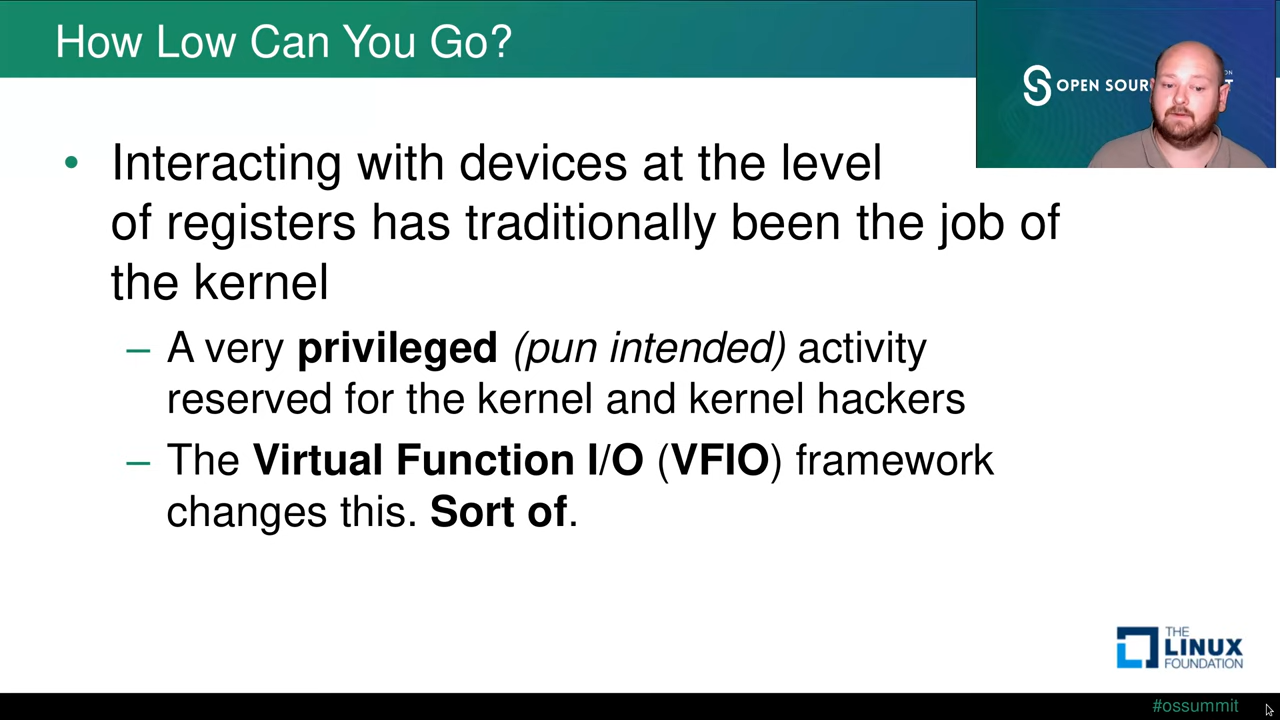 How Low Can You Go?
OPEN SOUR
• Interacting with devices at the level
of registers has traditionally been the job of
the kernel
– A very privileged (pun intended) activity
reserved for the kernel and kernel hackers
– The Virtual Function I/O (VFIO) framework
changes this. Sort of.
THE
LINUX
FOUNDATION
#ossummit